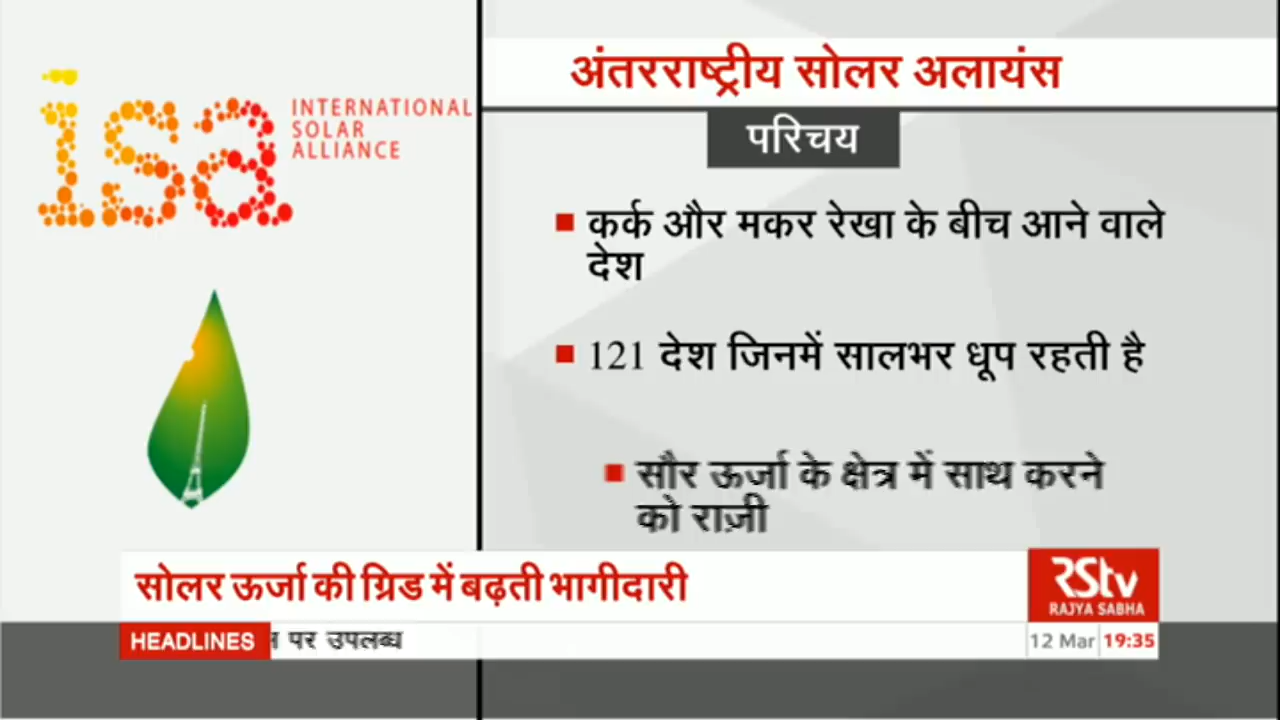 isa
INTERNATIONAL
SOLAR
ALLIANCE
अंतरराष्ट्रीय सोलर अलायंस
परिचय
कर्क और मकर रेखा के बीच आने वाले
देश
121 देश जिनमें सालभर धूप रहती है
सौर ऊर्जा के क्षेत्र में साथ करने
को राज़ी
सोलर ऊर्जा की ग्रिड में बढ़ती भागीदारी
RSTV
RAJYA SABHA
HEADLINES
पर उपलब्ध
12 Mar 19:35